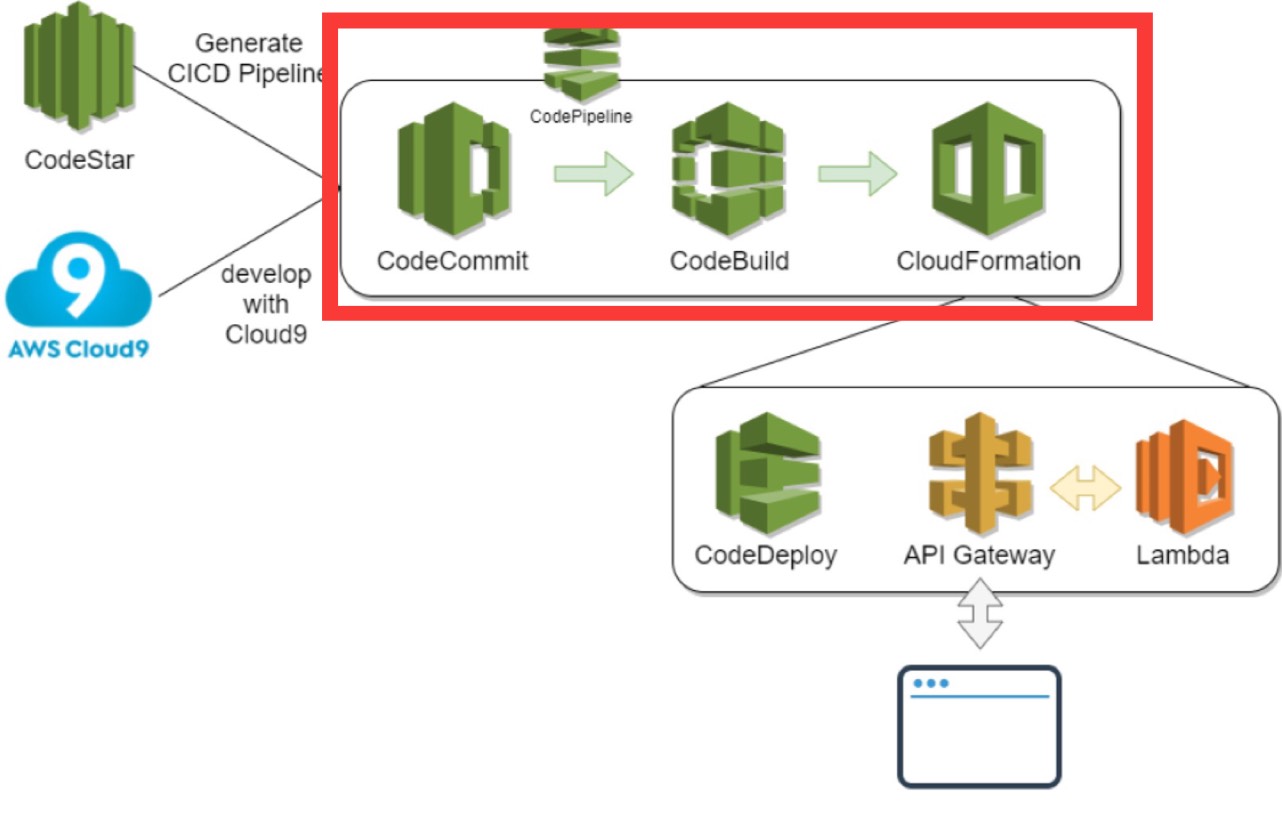 Generate
CICD Pipeline
CodeStar
CodePipeline
CodeCommit
CodeBuild
CloudFormation
9
AWS Cloud9
develop
with
Cloud9
CodeDeploy
API Gateway
Lambda